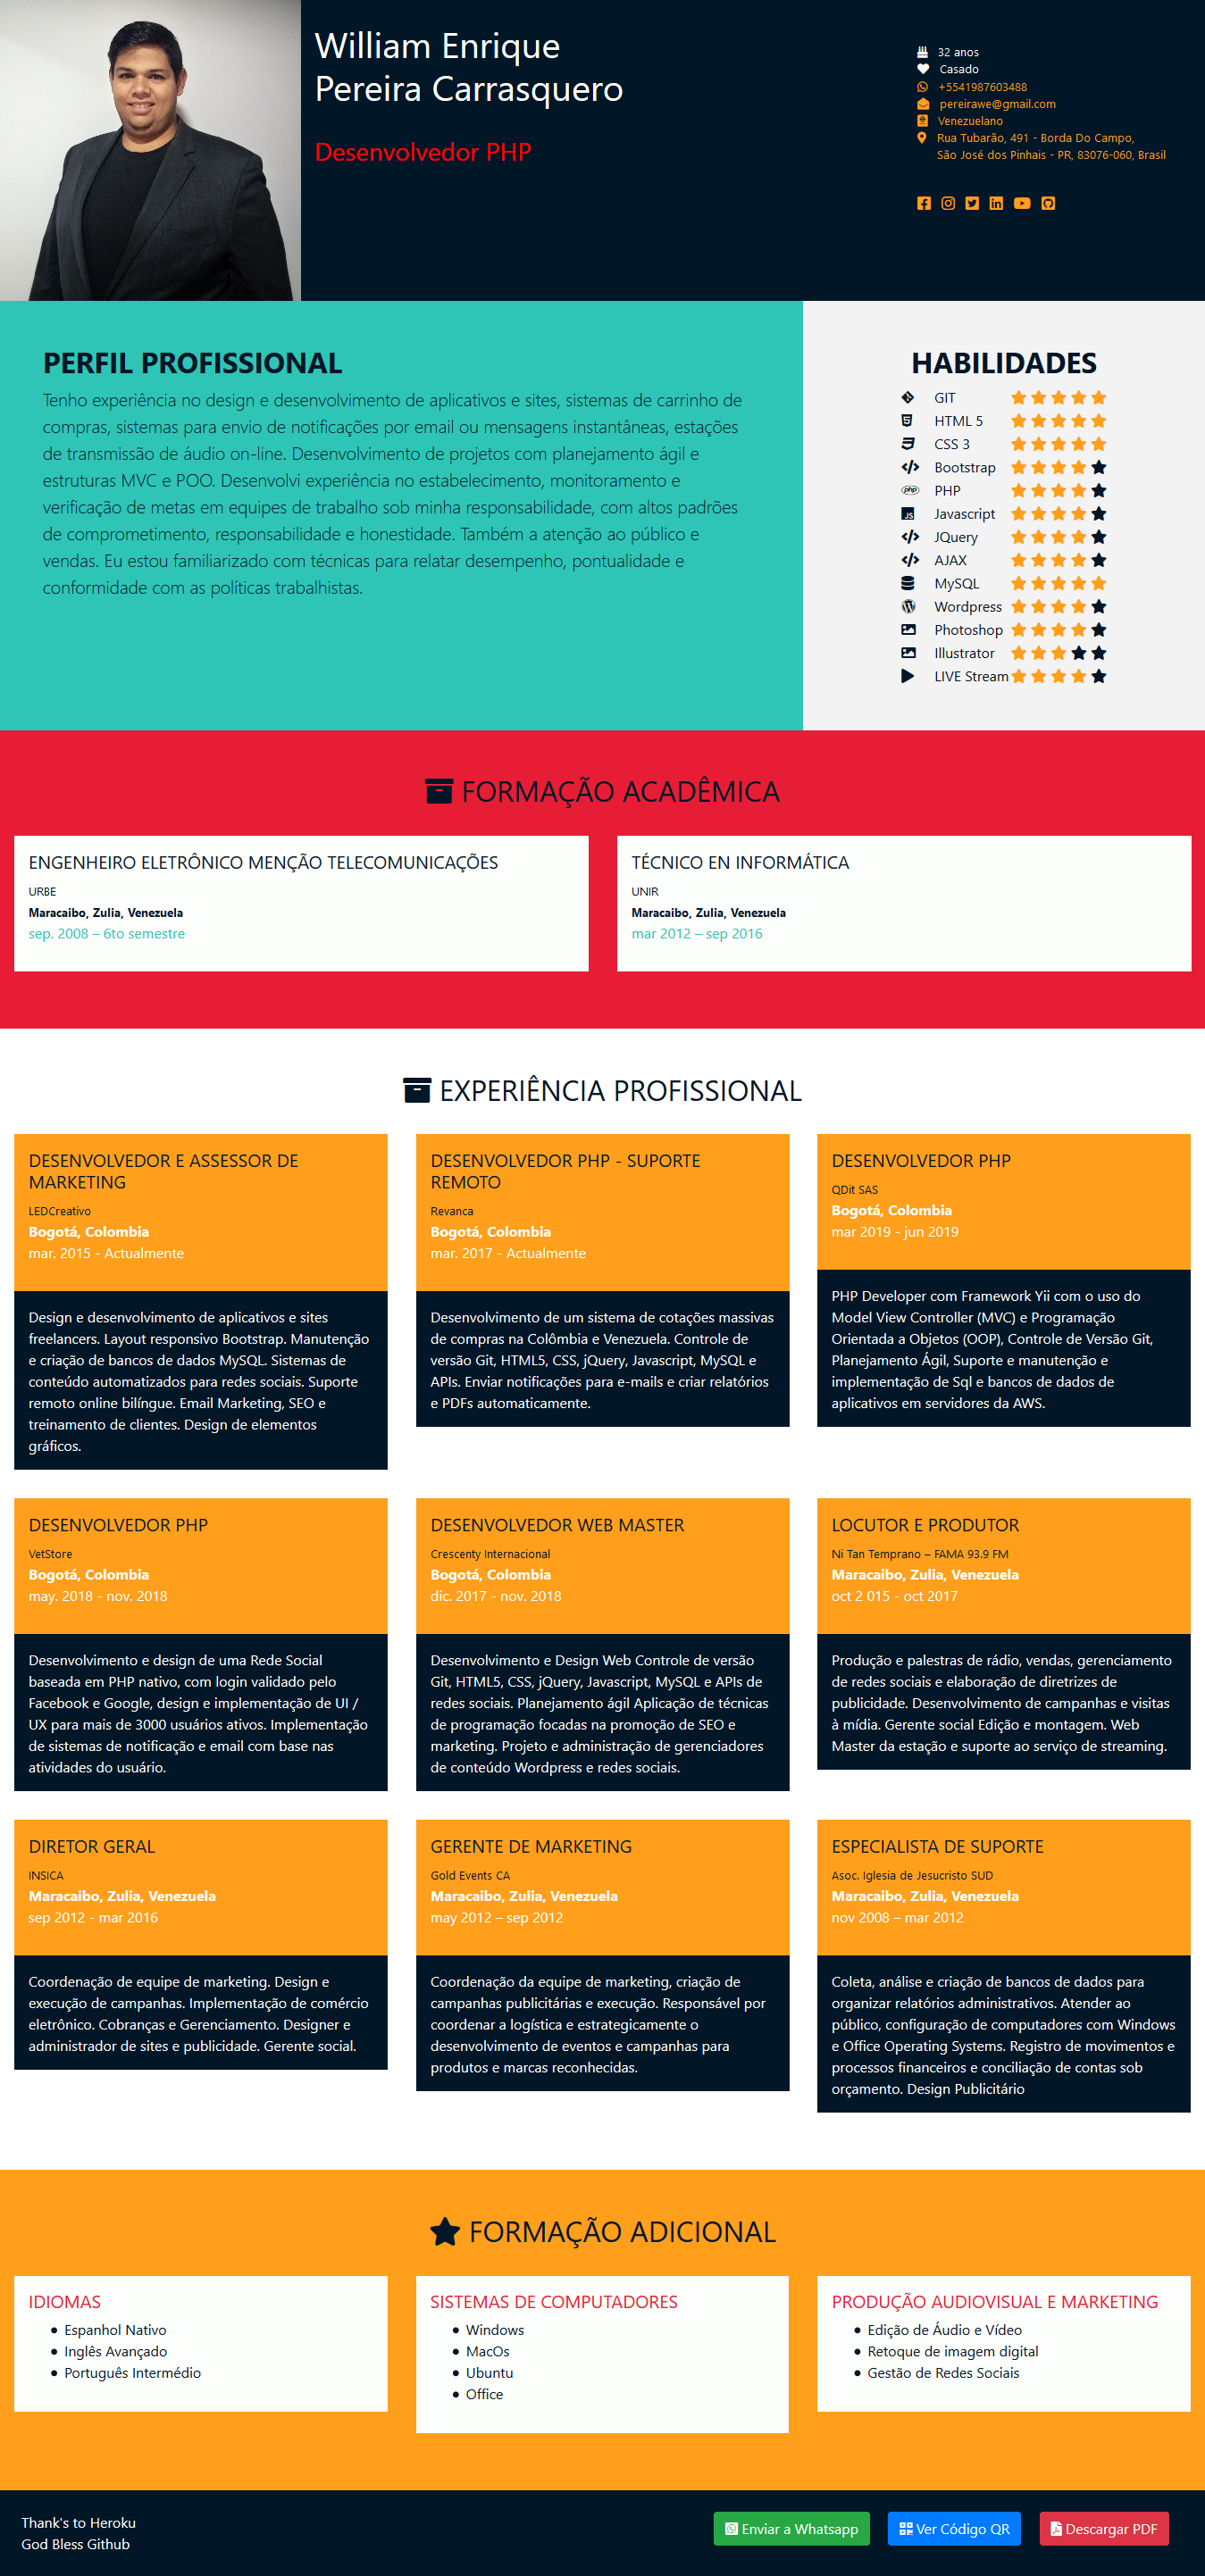 William Enrique
Pereira Carrasquero
Desenvolvedor PHP
32 anos
Casado
+5541987603488
pereirawe@gmail.com
Venezuelano
Rua Tubarão, 491 - Borda Do Campo,
São José dos Pinhais - PR, 83076-060, Brasil
PERFIL PROFISSIONAL
Tenho experiência no design e desenvolvimento de aplicativos e sites, sistemas de carrinho de
compras, sistemas para envio de notificações por email ou mensagens instantâneas, estações
de transmissão de áudio on-line. Desenvolvimento de projetos com planejamento ágil e
estruturas MVC e POO. Desenvolvi experiência no estabelecimento, monitoramento e
verificação de metas em equipes de trabalho sob minha responsabilidade, com altos padrões
de comprometimento, responsabilidade e honestidade. Também a atenção ao público e
vendas. Eu estou familiarizado com técnicas para relatar desempenho, pontualidade e
conformidade com as políticas trabalhistas.
HABILIDADES
GIT
HTML 5
CSS 3
Bootstrap
php PHP
JS Javascript
JQuery
AJAX
MySQL
Wordpress
Photoshop
Illustrator
LIVE Stream
FORMAÇÃO ACADÊMICA
ENGENHEIRO ELETRÔNICO MENÇÃO TELECOMUNICAÇÕES
URBE
Maracaibo, Zulia, Venezuela
sep. 2008 – 6to semestre
TÉCNICO EN INFORMÁTICA
UNIR
Maracaibo, Zulia, Venezuela
mar 2012 – sep 2016
EXPERIÊNCIA PROFISSIONAL
DESENVOLVEDOR E ASSESSOR DE
MARKETING
LEDCreativo
Bogotá, Colombia
mar. 2015 - Actualmente
Design e desenvolvimento de aplicativos e sites
freelancers. Layout responsivo Bootstrap. Manutenção
e criação de bancos de dados MySQL. Sistemas de
conteúdo automatizados para redes sociais. Suporte
remoto online bilíngue. Email Marketing, SEO e
treinamento de clientes. Design de elementos
gráficos.
DESENVOLVEDOR PHP - SUPORTE
REMOTO
Revanca
Bogotá, Colombia
mar. 2017 - Actualmente
Desenvolvimento de um sistema de cotações massivas
de compras na Colômbia e Venezuela. Controle de
versão Git, HTML5, CSS, jQuery, Javascript, MySQL e
APIs. Enviar notificações para e-mails e criar relatórios
e PDFs automaticamente.
DESENVOLVEDOR PHP
QDit SAS
Bogotá, Colombia
mar 2019 - jun 2019
PHP Developer com Framework Yii com o uso do
Model View Controller (MVC) e Programação
Orientada a Objetos (OOP), Controle de Versão Git,
Planejamento Ágil, Suporte e manutenção e
implementação de Sql e bancos de dados de
aplicativos em servidores da AWS.
DESENVOLVEDOR PHP
VetStore
Bogotá, Colombia
may. 2018 - nov. 2018
Desenvolvimento e design de uma Rede Social
baseada em PHP nativo, com login validado pelo
Facebook e Google, design e implementação de UI /
UX para mais de 3000 usuários ativos. Implementação
de sistemas de notificação e email com base nas
atividades do usuário.
DESENVOLVEDOR WEB MASTER
Crescenty Internacional
Bogotá, Colombia
dic. 2017 - nov. 2018
Desenvolvimento e Design Web Controle de versão
Git, HTML5, CSS, jQuery, Javascript, MySQL e APIs de
redes sociais. Planejamento ágil Aplicação de técnicas
de programação focadas na promoção de SEO e
marketing. Projeto e administração de gerenciadores
de conteúdo Wordpress e redes sociais.
LOCUTOR E PRODUTOR
Ni Tan Temprano – FAMA 93.9 FM
Maracaibo, Zulia, Venezuela
oct 2 015 - oct 2017
Produção e palestras de rádio, vendas, gerenciamento
de redes sociais e elaboração de diretrizes de
publicidade. Desenvolvimento de campanhas e visitas
à mídia. Gerente social Edição e montagem. Web
Master da estação e suporte ao serviço de streaming.
DIRETOR GERAL
INSICA
Maracaibo, Zulia, Venezuela
sep 2012 - mar 2016
Coordenação de equipe de marketing. Design e
execução de campanhas. Implementação de comércio
eletrônico. Cobranças e Gerenciamento. Designer e
administrador de sites e publicidade. Gerente social.
GERENTE DE MARKETING
Gold Events CA
Maracaibo, Zulia, Venezuela
may 2012 – sep 2012
Coordenação da equipe de marketing, criação de
campanhas publicitárias e execução. Responsável por
coordenar a logística e estrategicamente o
desenvolvimento de eventos e campanhas para
produtos e marcas reconhecidas.
ESPECIALISTA DE SUPORTE
Asoc. Iglesia de Jesucristo SUD
Maracaibo, Zulia, Venezuela
nov 2008 – mar 2012
Coleta, análise e criação de bancos de dados para
organizar relatórios administrativos. Atender ao
público, configuração de computadores com Windows
e Office Operating Systems. Registro de movimentos e
processos financeiros e conciliação de contas sob
orçamento. Design Publicitário
FORMAÇÃO ADICIONAL
IDIOMAS
Espanhol Nativo
Inglês Avançado
Português Intermédio
SISTEMAS DE COMPUTADORES
Windows
MacOs
Ubuntu
Office
PRODUÇÃO AUDIOVISUAL E MARKETING
Edição de Áudio e Vídeo
Retoque de imagem digital
Gestão de Redes Sociais
Thank's to Heroku
God Bless Github
Enviar a Whatsapp
Ver Código QR
Descargar PDF